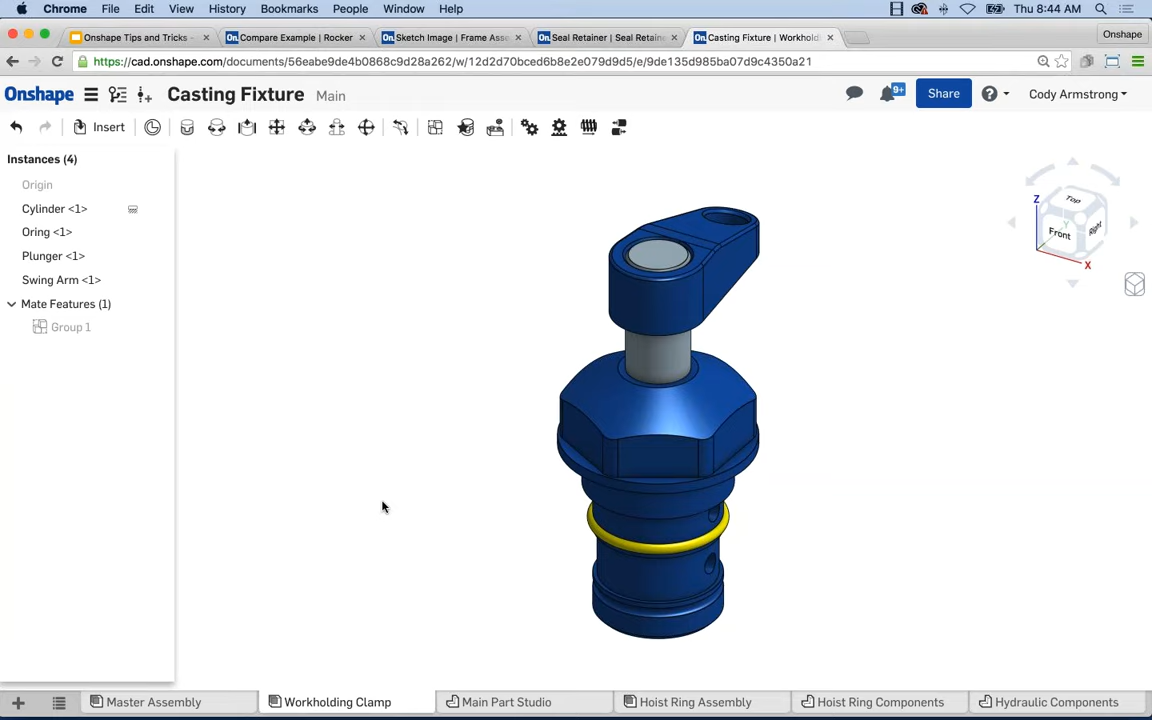 Chrome File Edit View History Bookmarks People Window Help Thu 8:44 AM
Onshape Tips and Tricks - Compare Example | Rocker Sketch Image | Frame Asse Seal Retainer | Seal Retaine Casting Fixture | Workholdi Onshape
https://cad.onshape.com/documents/56eabe9de4b0868c9d28a262/w/12d2d70bced6b8e2e079d9d5/e/9de135d985ba07d9c4350a21
Onshape Casting Fixture Main 9+ Share Cody Armstrong
Insert
Instances (4)
Origin
Cylinder <1>
Oring <1>
Plunger <1>
Swing Arm <1>
Mate Features (1)
Group 1
Z
Top
Y
Front
Right
X
Master Assembly Workholding Clamp Main Part Studio Hoist Ring Assembly Hoist Ring Components Hydraulic Components